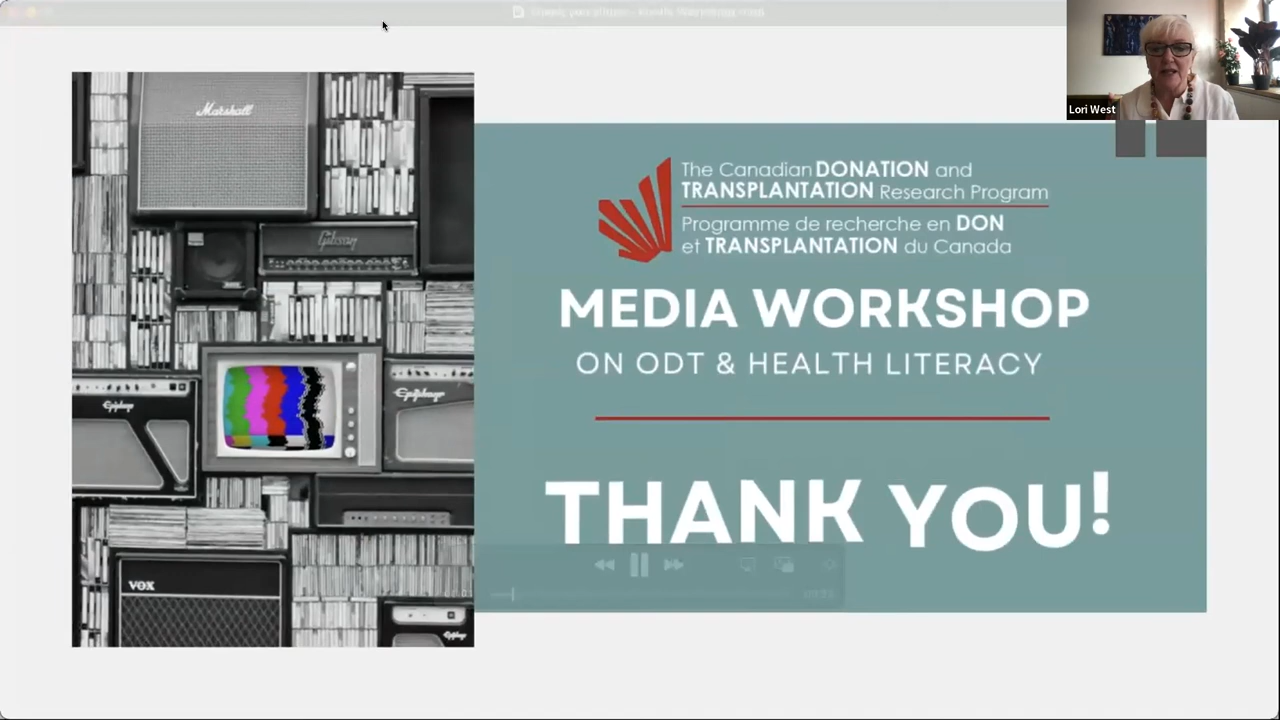 Lori West
Marshall
Gibson
Epiphone
Epiphone
VOX
Epiphone
The Canadian DONATION and
TRANSPLANTATION Research Program
Programme de recherche en DON
et TRANSPLANTATION du Canada
MEDIA WORKSHOP
ON ODT & HEALTH LITERACY
THANK YOU!